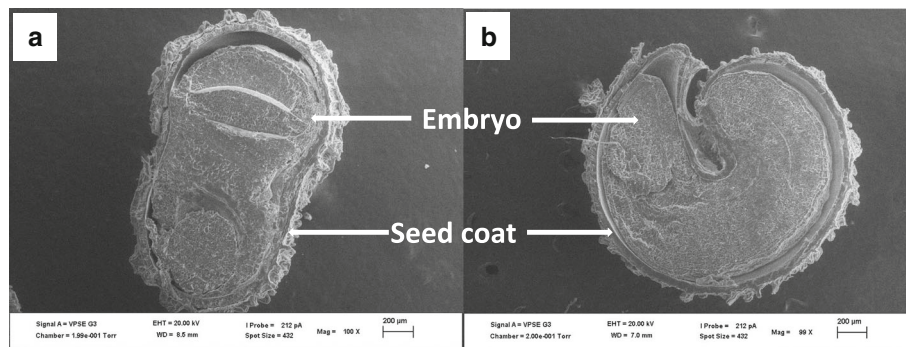 a
b
Embryo
Seed coat
Signal A = VPSE G3 EHT = 20.00 kV I Probe = 212 pA Mag = 100 X 200 µm
Chamber = 1.99e-001 Torr WD = 8.5 mm Spot Size = 432
Signal A = VPSE G3 EHT = 20.00 kV I Probe = 212 pA Mag = 99 X 200 µm
Chamber = 2.00e-001 Torr WD = 7.0 mm Spot Size = 432